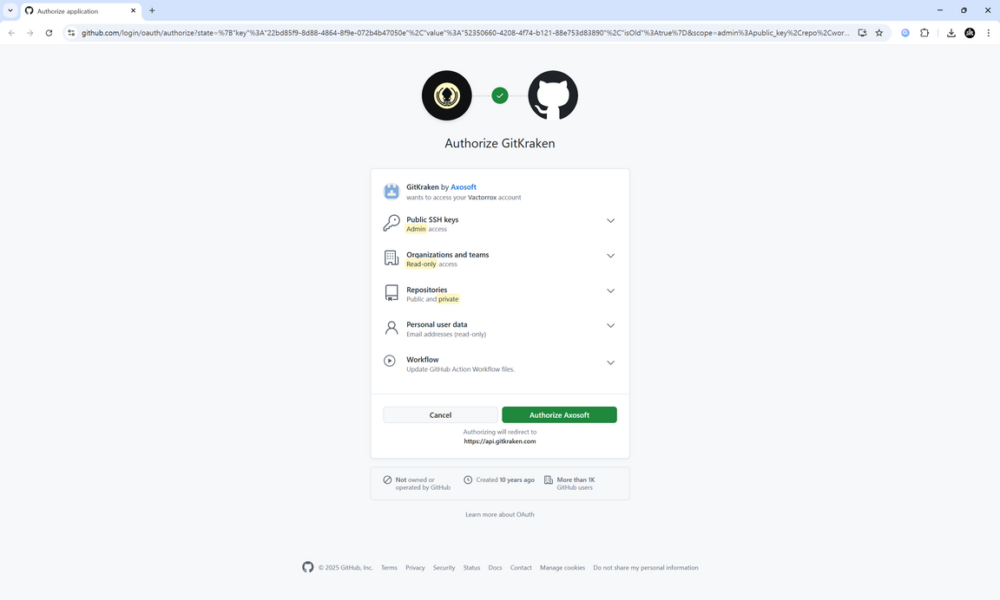 Authorize application
github.com/login/oauth/authorize?state=%7B"key"%3A"22bd85f9-8d88-4864-8f9e-072b4b47050e"%2C"value"%3A"52350660-4208-4f74-b121-88e753d83890"%2C"isOld"%3Atrue%7D&scope=admin%3Apublic_key%2Crepo%2Cwor...
Authorize GitKraken
GitKraken by Axosoft
wants to access your Vactorrox account
Public SSH keys
Admin access
Organizations and teams
Read-only access
Repositories
Public and private
Personal user data
Email addresses (read-only)
Workflow
Update GitHub Action Workflow files.
Cancel
Authorize Axosoft
Authorizing will redirect to
https://api.gitkraken.com
Not owned or
operated by GitHub
Created 10 years ago
More than 1K
GitHub users
Learn more about OAuth
© 2025 GitHub, Inc. Terms Privacy Security Status Docs Contact Manage cookies Do not share my personal information